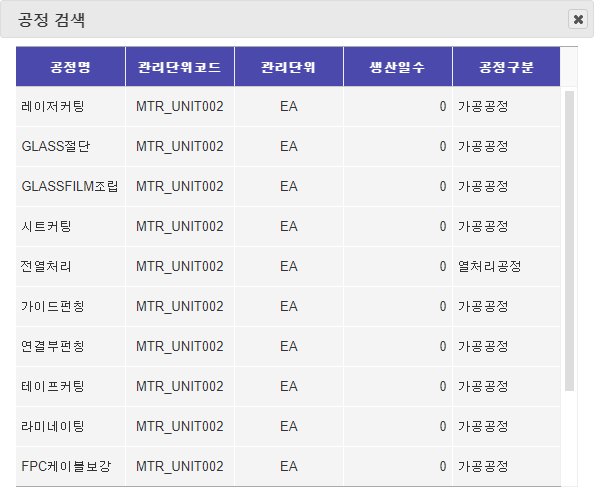 공정 검색
공정명 관리단위코드 관리단위 생산일수 공정구분
레이저커팅 MTR_UNIT002 EA 0 가공공정
GLASS절단 MTR_UNIT002 EA 0 가공공정
GLASSFILM조립 MTR_UNIT002 EA 0 가공공정
시트커팅 MTR_UNIT002 EA 0 가공공정
전열처리 MTR_UNIT002 EA 0 열처리공정
가이드펀칭 MTR_UNIT002 EA 0 가공공정
연결부펀칭 MTR_UNIT002 EA 0 가공공정
테이프커팅 MTR_UNIT002 EA 0 가공공정
라미네이팅 MTR_UNIT002 EA 0 가공공정
FPC케이블보강 MTR_UNIT002 EA 0 가공공정